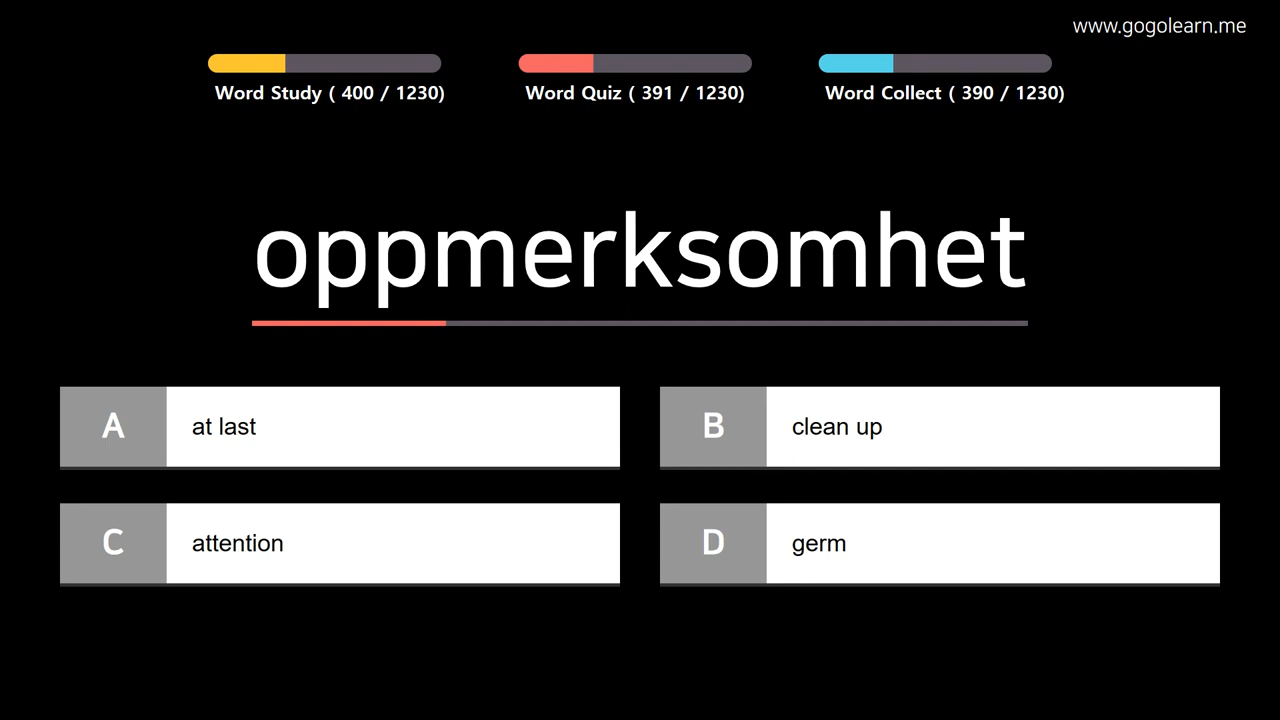 www.gogolearn.me
Word Study ( 400 / 1230)
Word Quiz ( 391 / 1230)
Word Collect ( 390 / 1230)
oppmerksomhet
A at last
B clean up
C attention
D germ